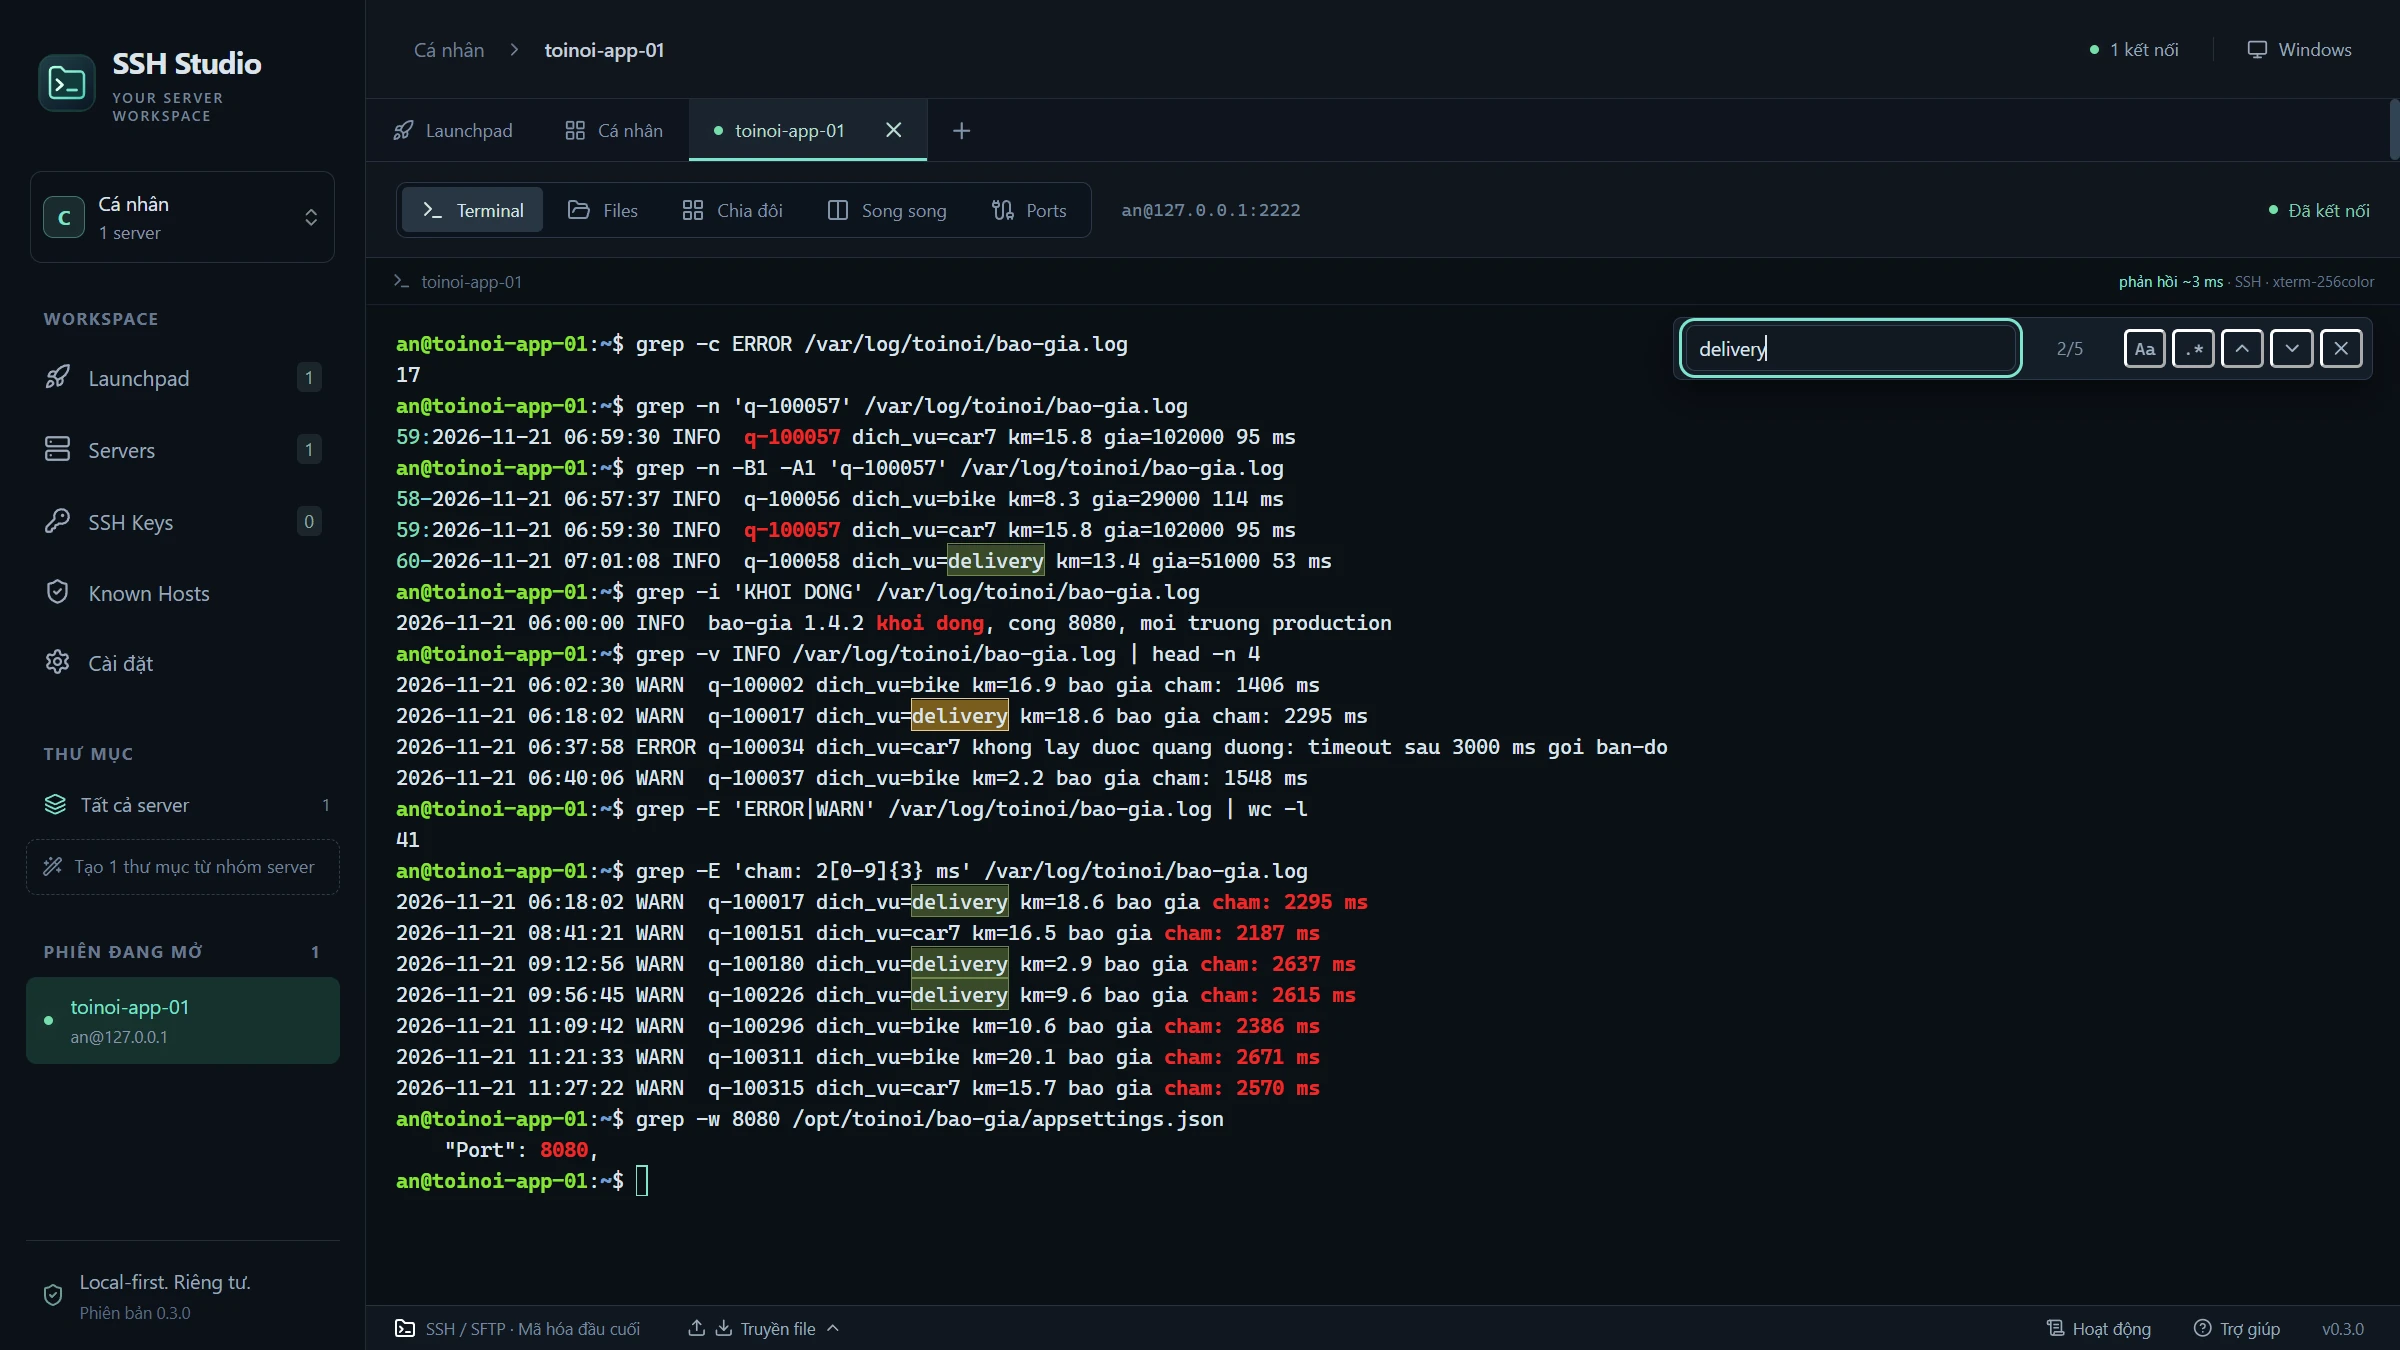 SSH Studio
YOUR SERVER
WORKSPACE
C
Cá nhân
1 server
WORKSPACE
Launchpad 1
Servers 1
SSH Keys 0
Known Hosts
Cài đặt
THƯ MỤC
Tất cả server 1
Tạo 1 thư mục từ nhóm server
PHIÊN ĐANG MỞ 1
toinoi-app-01
an@127.0.0.1
Local-first. Riêng tư.
Phiên bản 0.3.0
Cá nhân > toinoi-app-01
1 kết nối
Windows
Launchpad
Cá nhân
toinoi-app-01
Terminal
Files
Chia đôi
Song song
Ports
an@127.0.0.1:2222
Đã kết nối
toinoi-app-01
phản hồi ~3 ms · SSH · xterm-256color
delivery
2/5
Aa
.*
an@toinoi-app-01:~$ grep -c ERROR /var/log/toinoi/bao-gia.log
17
an@toinoi-app-01:~$ grep -n 'q-100057' /var/log/toinoi/bao-gia.log
59:2026-11-21 06:59:30 INFO  q-100057 dich_vu=car7 km=15.8 gia=102000 95 ms
an@toinoi-app-01:~$ grep -n -B1 -A1 'q-100057' /var/log/toinoi/bao-gia.log
58-2026-11-21 06:57:37 INFO  q-100056 dich_vu=bike km=8.3 gia=29000 114 ms
59:2026-11-21 06:59:30 INFO  q-100057 dich_vu=car7 km=15.8 gia=102000 95 ms
60-2026-11-21 07:01:08 INFO  q-100058 dich_vu=delivery km=13.4 gia=51000 53 ms
an@toinoi-app-01:~$ grep -i 'KHOI DONG' /var/log/toinoi/bao-gia.log
2026-11-21 06:00:00 INFO  bao-gia 1.4.2 khoi dong, cong 8080, moi truong production
an@toinoi-app-01:~$ grep -v INFO /var/log/toinoi/bao-gia.log | head -n 4
2026-11-21 06:02:30 WARN  q-100002 dich_vu=bike km=16.9 bao gia cham: 1406 ms
2026-11-21 06:18:02 WARN  q-100017 dich_vu=delivery km=18.6 bao gia cham: 2295 ms
2026-11-21 06:37:58 ERROR q-100034 dich_vu=car7 khong lay duoc quang duong: timeout sau 3000 ms goi ban-do
2026-11-21 06:40:06 WARN  q-100037 dich_vu=bike km=2.2 bao gia cham: 1548 ms
an@toinoi-app-01:~$ grep -E 'ERROR|WARN' /var/log/toinoi/bao-gia.log | wc -l
41
an@toinoi-app-01:~$ grep -E 'cham: 2[0-9]{3} ms' /var/log/toinoi/bao-gia.log
2026-11-21 06:18:02 WARN  q-100017 dich_vu=delivery km=18.6 bao gia cham: 2295 ms
2026-11-21 08:41:21 WARN  q-100151 dich_vu=car7 km=16.5 bao gia cham: 2187 ms
2026-11-21 09:12:56 WARN  q-100180 dich_vu=delivery km=2.9 bao gia cham: 2637 ms
2026-11-21 09:56:45 WARN  q-100226 dich_vu=delivery km=9.6 bao gia cham: 2615 ms
2026-11-21 11:09:42 WARN  q-100296 dich_vu=bike km=10.6 bao gia cham: 2386 ms
2026-11-21 11:21:33 WARN  q-100311 dich_vu=bike km=20.1 bao gia cham: 2671 ms
2026-11-21 11:27:22 WARN  q-100315 dich_vu=car7 km=15.7 bao gia cham: 2570 ms
an@toinoi-app-01:~$ grep -w 8080 /opt/toinoi/bao-gia/appsettings.json
    "Port": 8080,
an@toinoi-app-01:~$
SSH / SFTP · Mã hóa đầu cuối
Truyền file
Hoạt động
Trợ giúp
v0.3.0